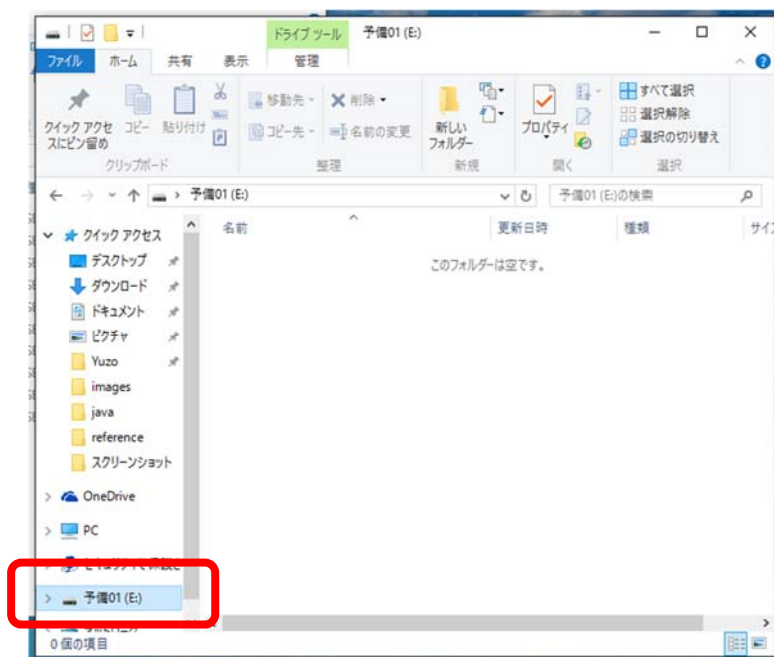 ドライブ ツール 予備01 (E:)
ファイル ホーム 共有 表示 管理
クイック アクセスにピン留め コピー 貼り付け
移動先 削除
コピー先 名前の変更
新しいフォルダー
プロパティ
すべて選択
選択解除
選択の切り替え
クリップボード 整理 新規 開く 選択
予備01 (E:) 予備01 (E:)の検索
名前 更新日時 種類 サイ
このフォルダーは空です。
クイック アクセス
デスクトップ
ダウンロード
ドキュメント
ピクチャ
Yuzo
images
java
reference
スクリーンショット
OneDrive
PC
予備01 (E:)
0 個の項目